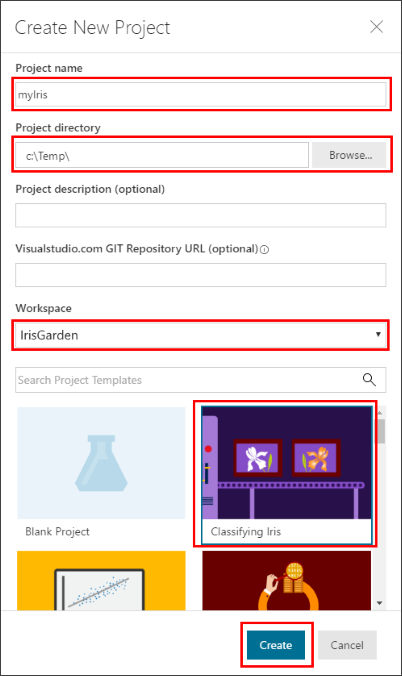 Create New Project
Project name
myIris
Project directory
c:\Temp\
Browse...
Project description (optional)
Visualstudio.com GIT Repository URL (optional)
Workspace
IrisGarden
Search Project Templates
Blank Project
Classifying Iris
Create
Cancel